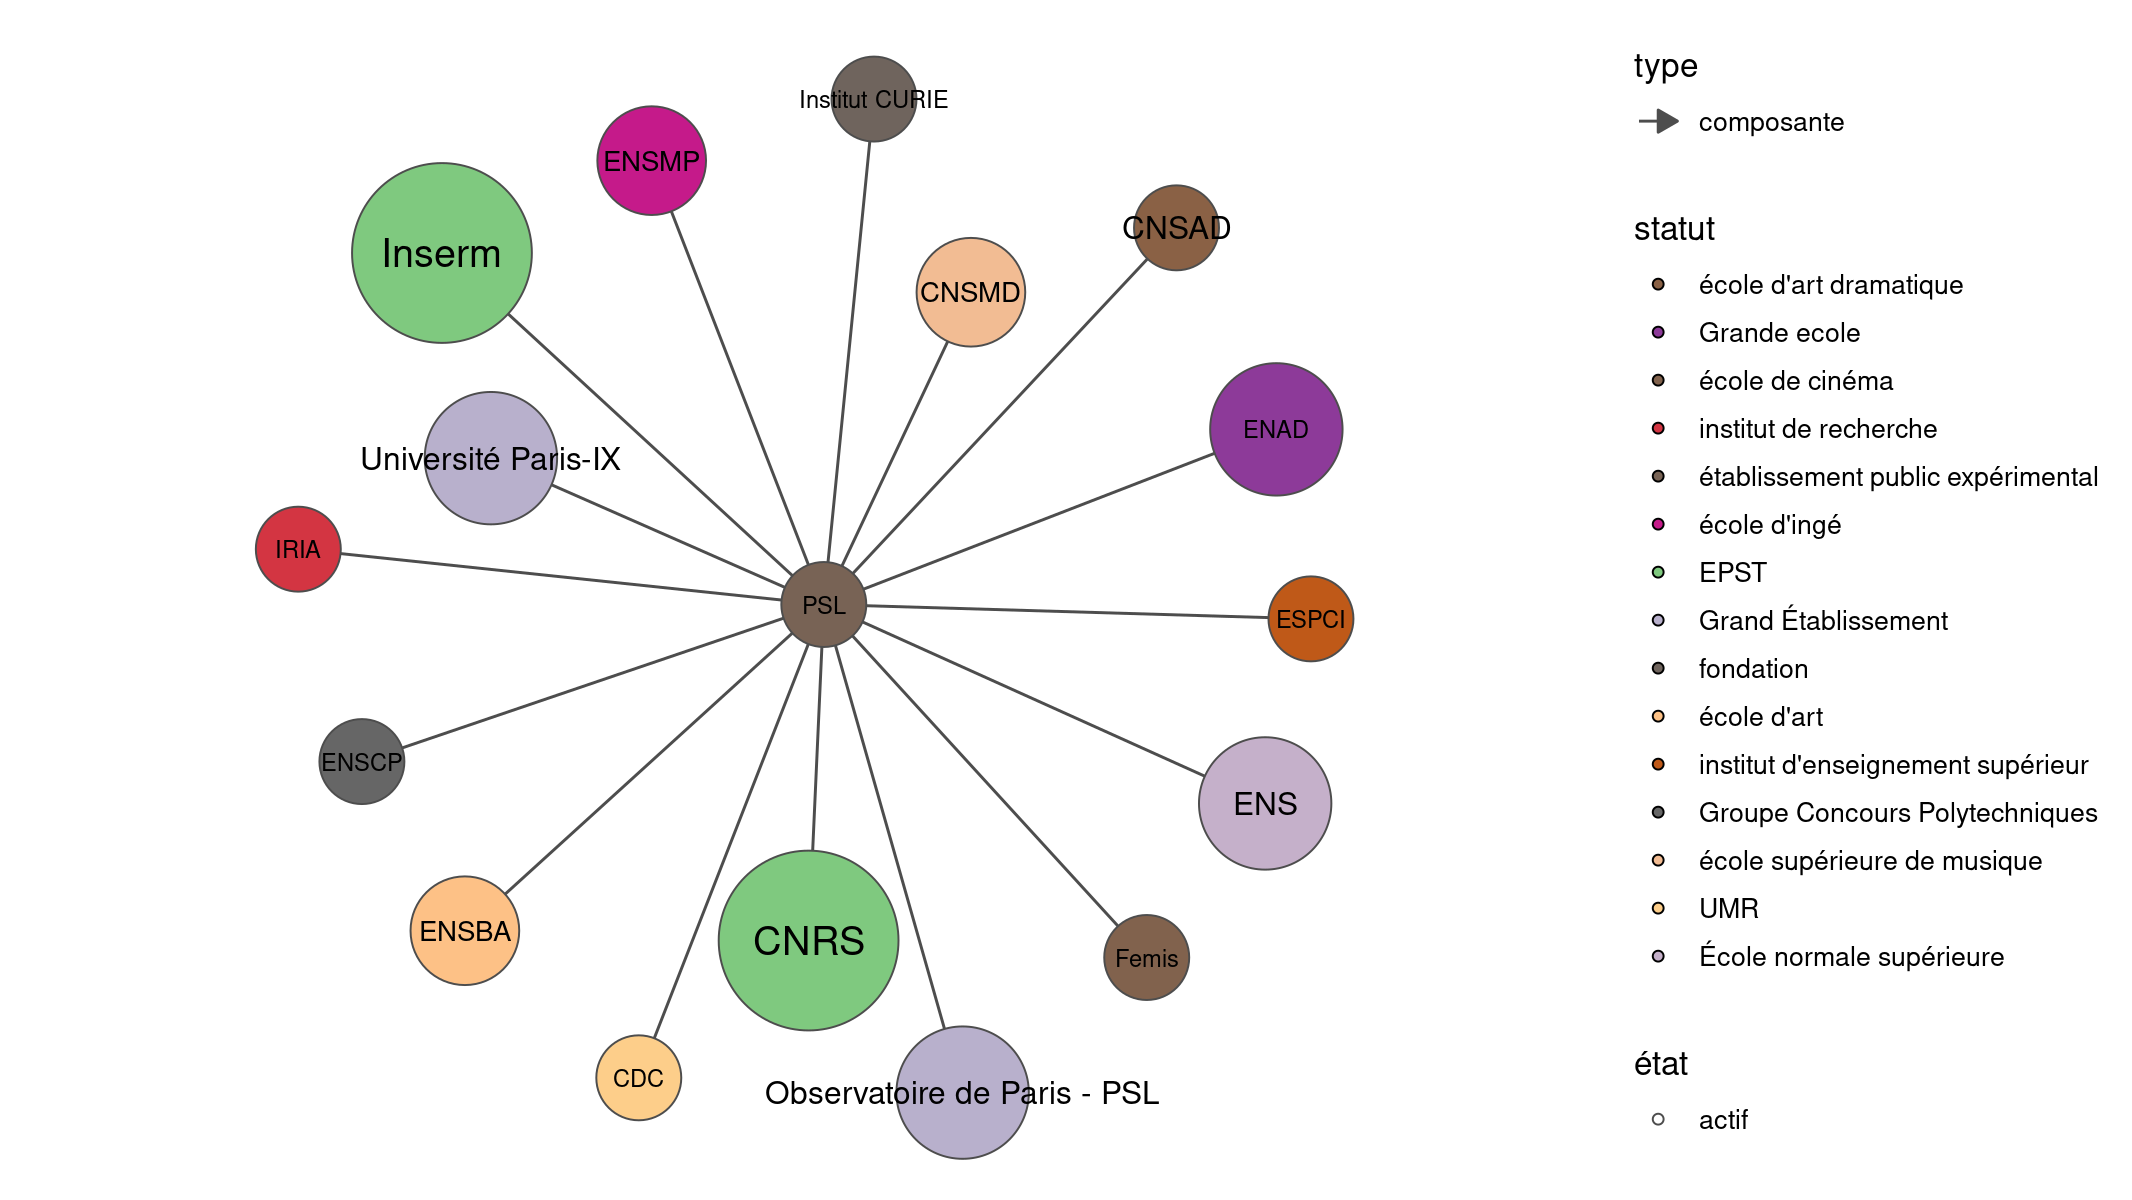 Institut CURIE
ENSMP
CNSAD
Inserm
CNSMD
ENAD
Université Paris-IX
IRIA
PSL
ESPCI
ENSCP
ENS
ENSBA
CNRS
Femis
CDC
Observatoire de Paris - PSL
type
composante
statut
école d'art dramatique
Grande ecole
école de cinéma
institut de recherche
établissement public expérimental
école d'ingé
EPST
Grand Établissement
fondation
école d'art
institut d'enseignement supérieur
Groupe Concours Polytechniques
école supérieure de musique
UMR
École normale supérieure
état
actif